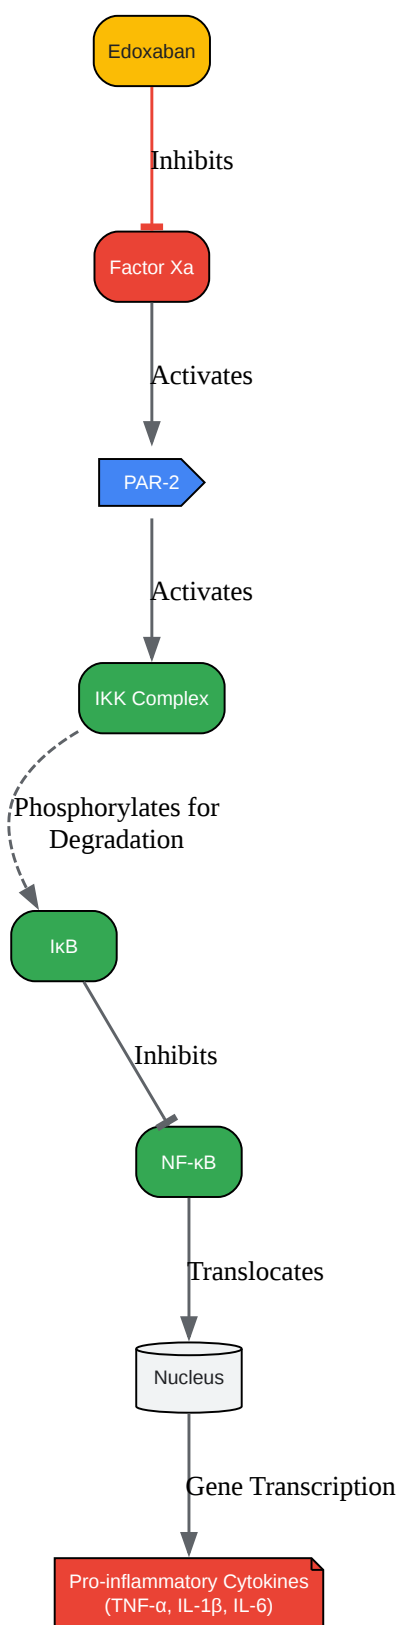 Edoxaban
Inhibits
Factor Xa
Activates
PAR-2
Activates
IKK Complex
Phosphorylates for
Degradation
IκB
Inhibits
NF-κB
Translocates
Nucleus
Gene Transcription
Pro-inflammatory Cytokines
(TNF-α, IL-1β, IL-6)